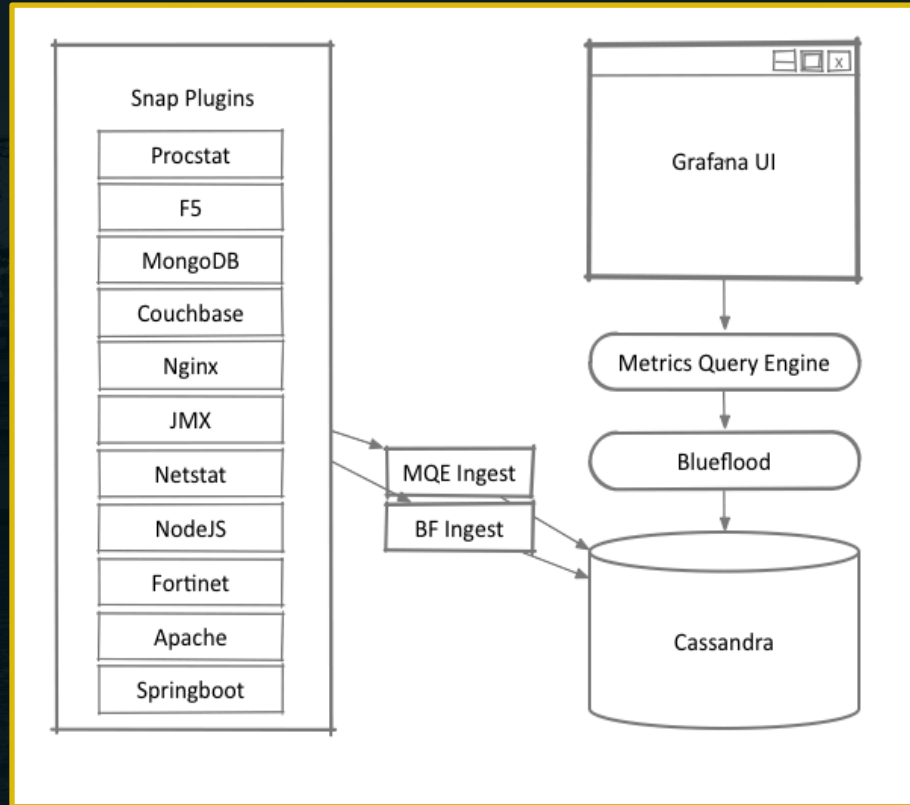 Snap Plugins
Procstat
F5
MongoDB
Couchbase
Nginx
JMX
Netstat
NodeJS
Fortinet
Apache
Springboot
MQE Ingest
BF Ingest
X
Grafana UI
Metrics Query Engine
Blueflood
Cassandra